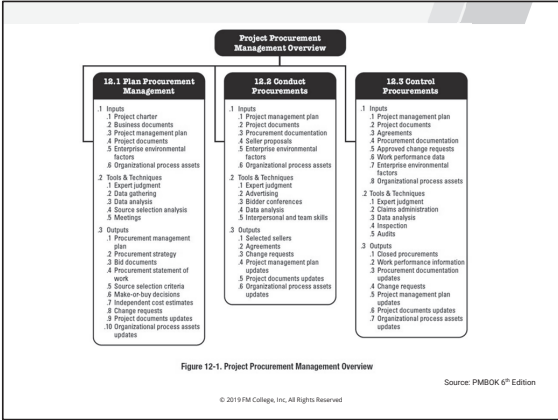 Project Procurement
Management Overview
12.1 Plan Procurement
Management
.1 Inputs
.1 Project charter
.2 Business documents
.3 Project management plan
.4 Project documents
.5 Enterprise environmental
factors
.6 Organizational process assets
.2 Tools & Techniques
.1 Expert judgment
.2 Data gathering
.3 Data analysis
.4 Source selection analysis
.5 Meetings
.3 Outputs
.1 Procurement management
plan
.2 Procurement strategy
.3 Bid documents
.4 Procurement statement of
work
.5 Source selection criteria
.6 Make-or-buy decisions
.7 Independent cost estimates
.8 Change requests
.9 Project documents updates
.10 Organizational process assets
updates
12.2 Conduct
Procurements
.1 Inputs
.1 Project management plan
.2 Project documents
.3 Procurement documentation
.4 Seller proposals
.5 Enterprise environmental
factors
.6 Organizational process assets
.2 Tools & Techniques
.1 Expert judgment
.2 Advertising
.3 Bidder conferences
.4 Data analysis
.5 Interpersonal and team skills
.3 Outputs
.1 Selected sellers
.2 Agreements
.3 Change requests
.4 Project management plan
updates
.5 Project documents updates
.6 Organizational process assets
updates
12.3 Control
Procurements
.1 Inputs
.1 Project management plan
.2 Project documents
.3 Agreements
.4 Procurement documentation
.5 Approved change requests
.6 Work performance data
.7 Enterprise environmental
factors
.8 Organizational process assets
.2 Tools & Techniques
.1 Expert judgment
.2 Claims administration
.3 Data analysis
.4 Inspection
.5 Audits
.3 Outputs
.1 Closed procurements
.2 Work performance information
.3 Procurement documentation
updates
.4 Change requests
.5 Project management plan
updates
.6 Project documents updates
.7 Organizational process assets
updates
Figure 12-1. Project Procurement Management Overview
Source: PMBOK 6th Edition
© 2019 FM College, Inc, All Rights Reserved